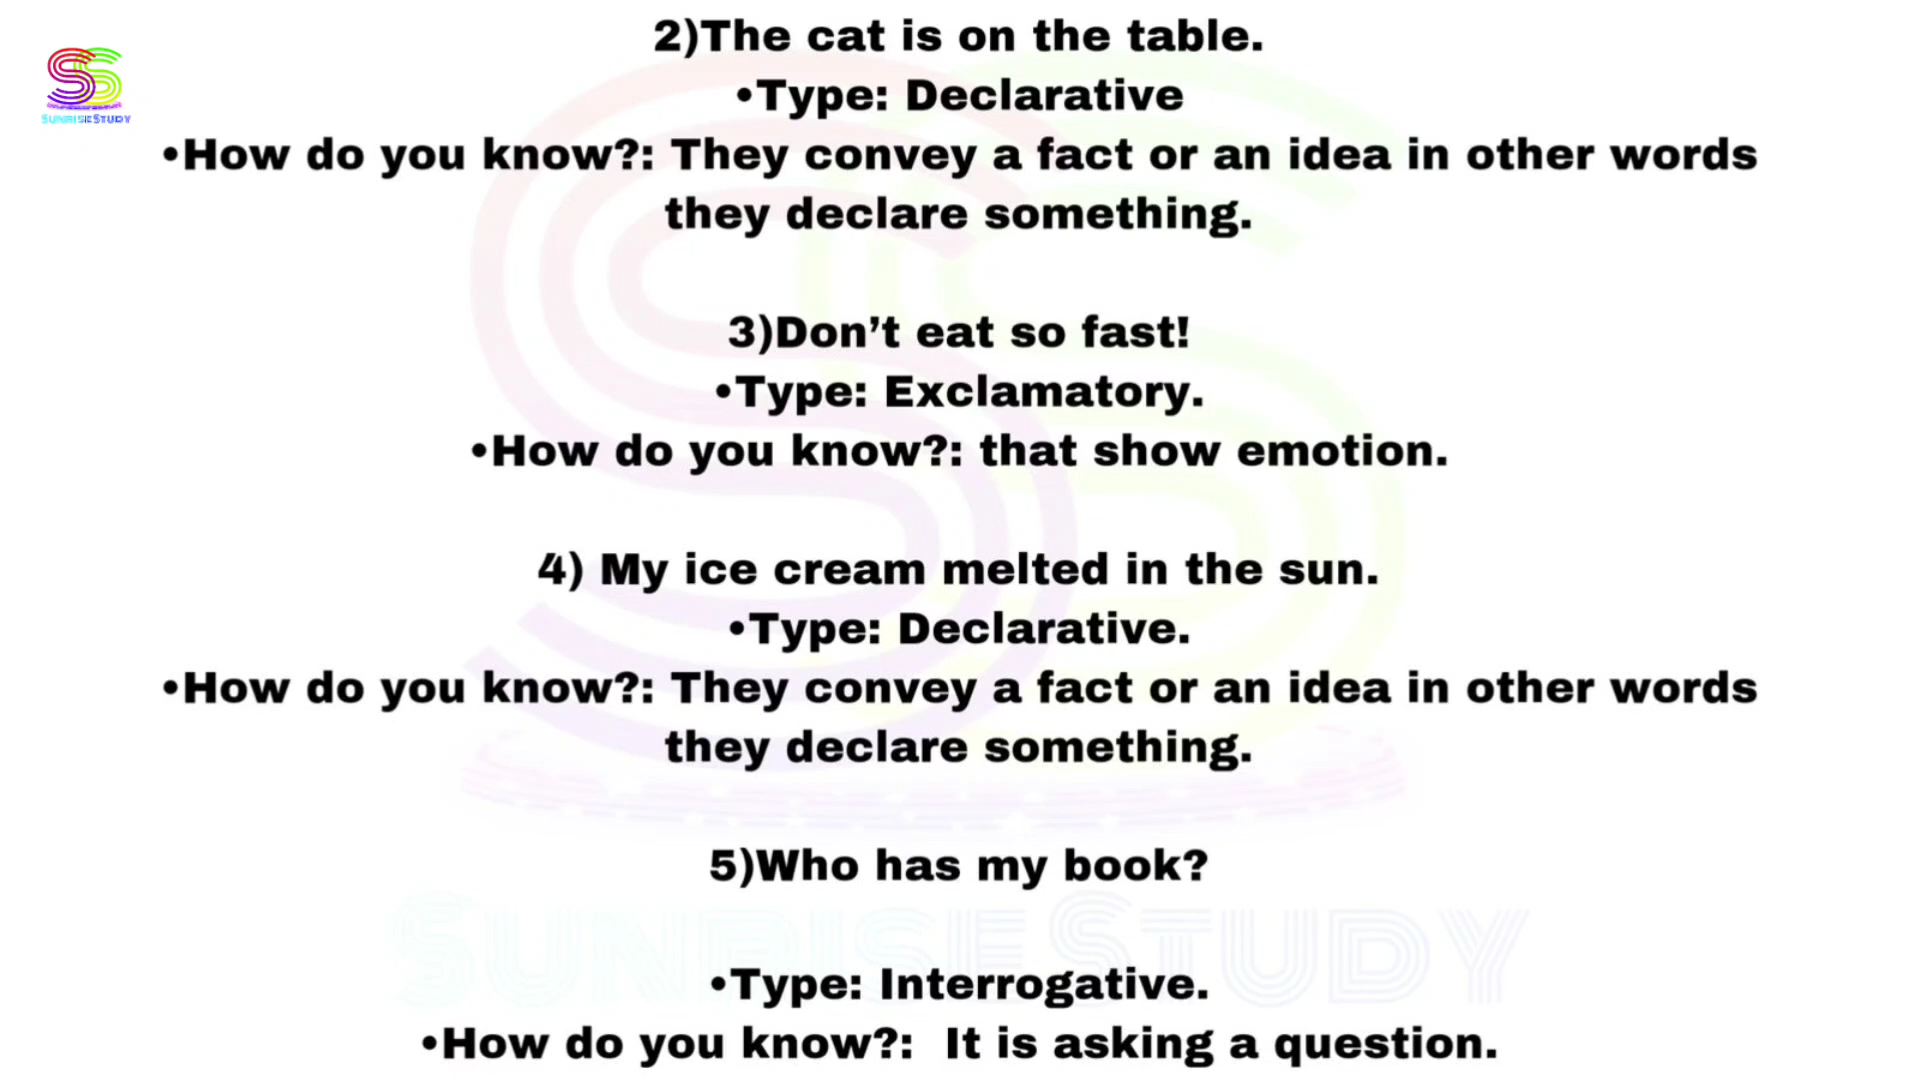 SUNRISESTUDY
2)The cat is on the table.
•Type: Declarative
•How do you know?: They convey a fact or an idea in other words
they declare something.
3)Don’t eat so fast!
•Type: Exclamatory.
•How do you know?: that show emotion.
4) My ice cream melted in the sun.
•Type: Declarative.
•How do you know?: They convey a fact or an idea in other words
they declare something.
5)Who has my book?
SUNRISESTUDY
•Type: Interrogative.
•How do you know?:  It is asking a question.